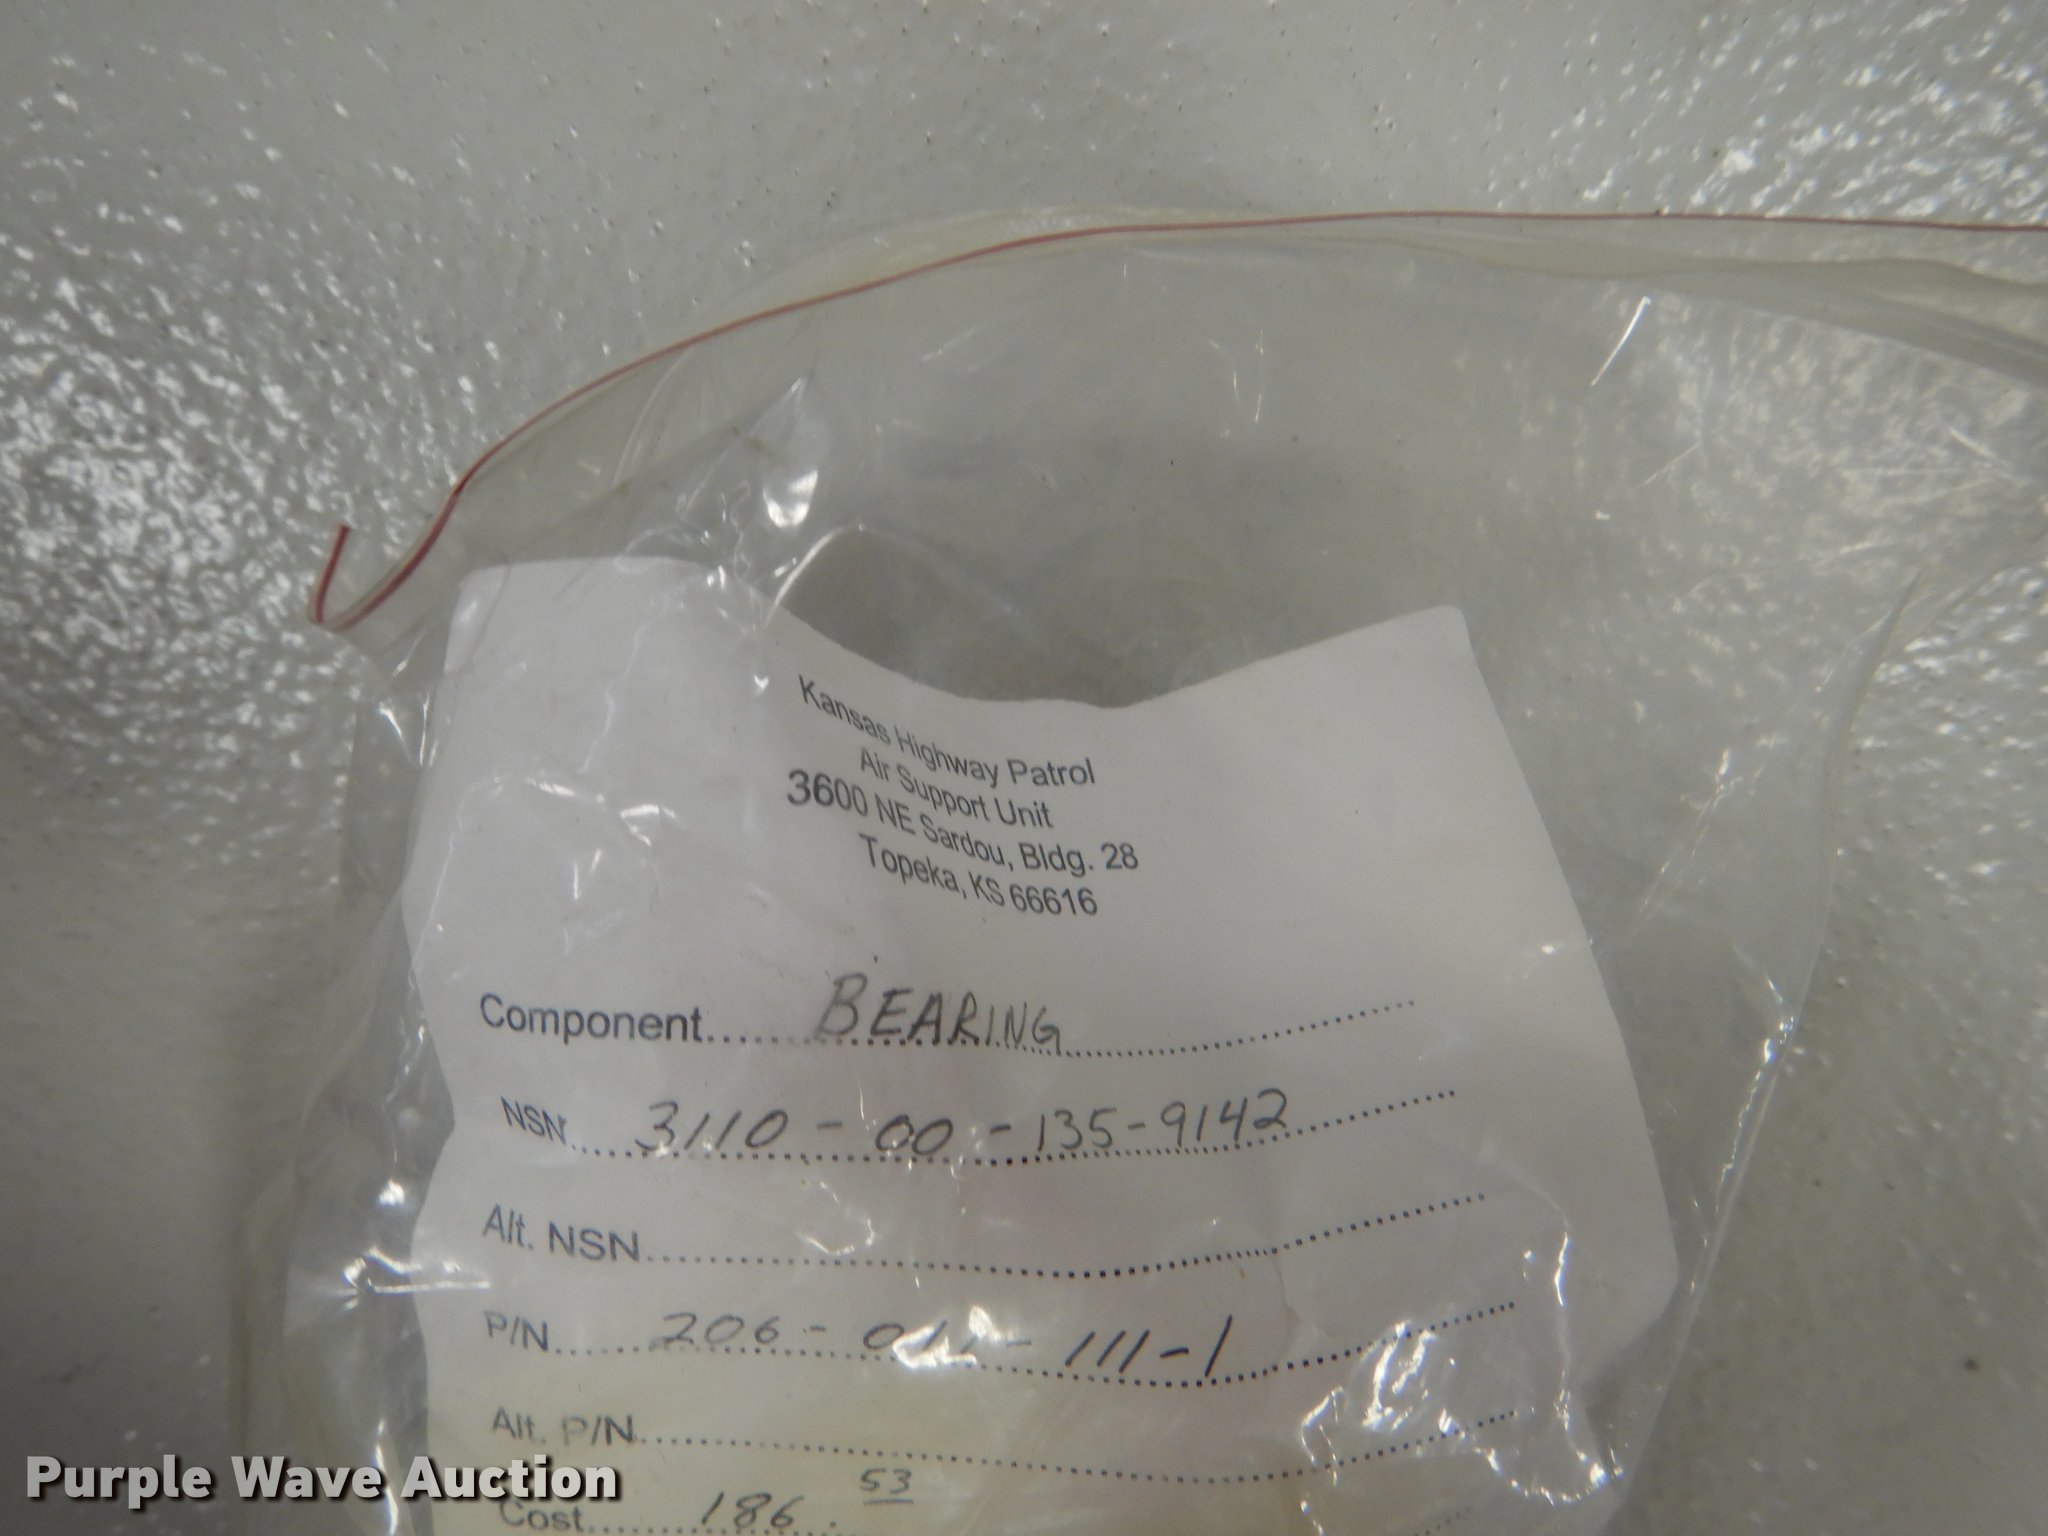 Kansas Highway Patrol
Air Support Unit
3600 NE Sardou, Bldg. 28
Topeka, KS 66616
Component...... BEARING
NSN..... 3110-00-135-9142
Alt. NSN.....
P/N..... 206-011-111-1
Alt. P/N.....
Cost..... 186.53
Purple Wave Auction